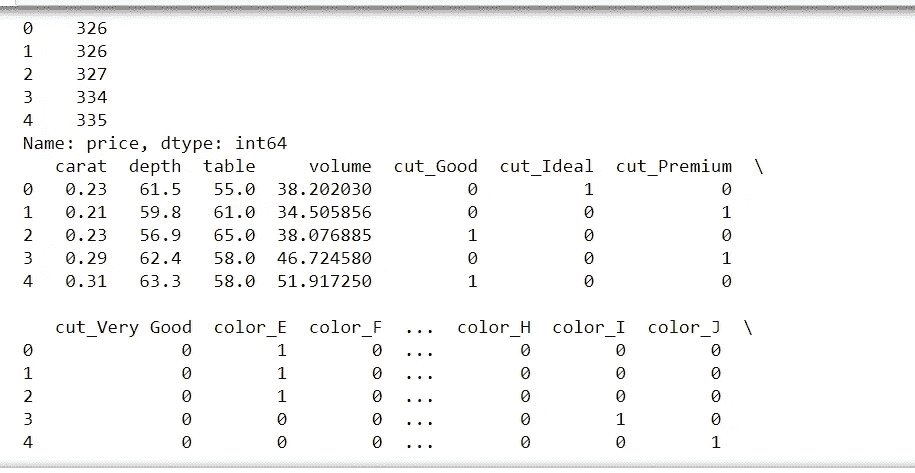 0    326
1    326
2    327
3    334
4    335
Name: price, dtype: int64
   carat  depth  table     volume  cut_Good  cut_Ideal  cut_Premium  \
0   0.23   61.5   55.0  38.202030         0          1            0
1   0.21   59.8   61.0  34.505856         0          0            1
2   0.23   56.9   65.0  38.076885         1          0            0
3   0.29   62.4   58.0  46.724580         0          0            1
4   0.31   63.3   58.0  51.917250         1          0            0
   cut_Very Good  color_E  color_F  ...  color_H  color_I  color_J  \
0              0        1        0  ...        0        0        0
1              0        1        0  ...        0        0        0
2              0        1        0  ...        0        0        0
3              0        0        0  ...        0        1        0
4              0        0        0  ...        0        0        1